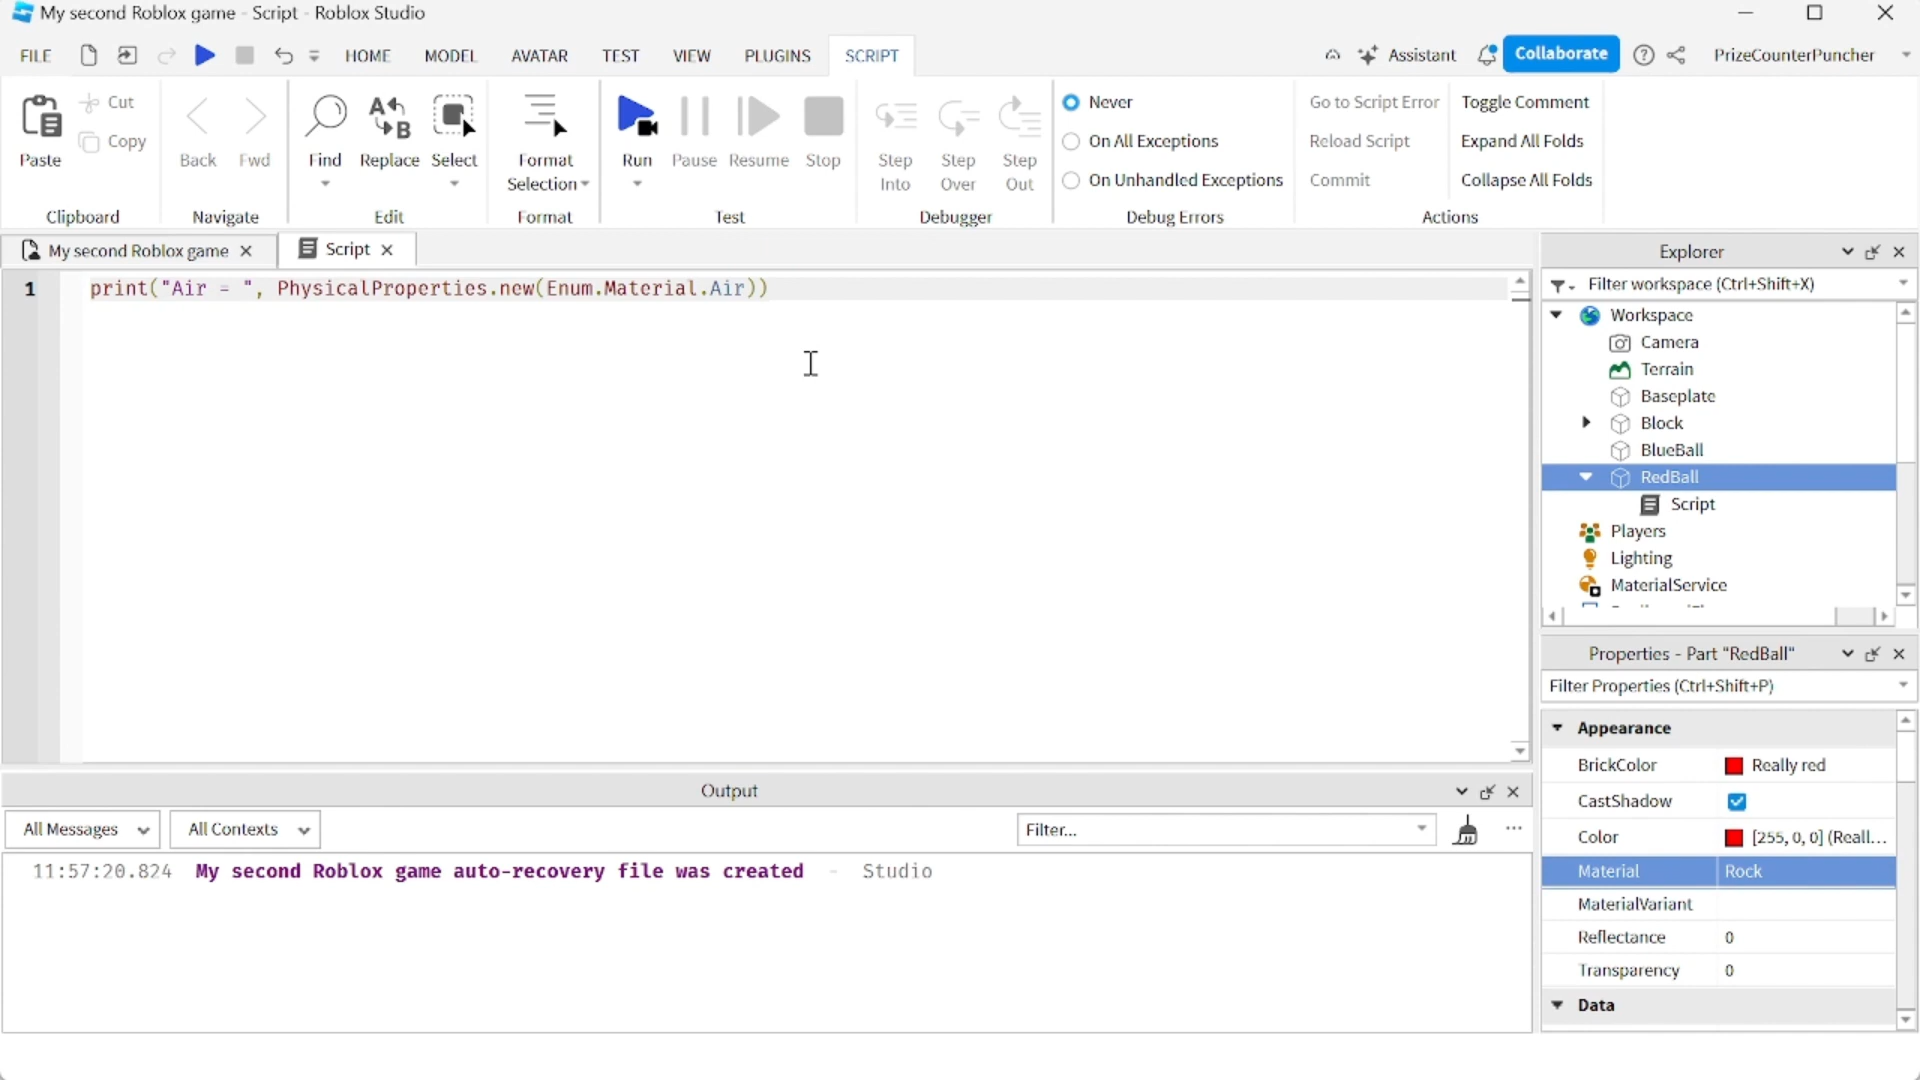 My second Roblox game - Script - Roblox Studio
FILE HOME MODEL AVATAR TEST VIEW PLUGINS SCRIPT Assistant Collaborate PrizeCounterPuncher
Paste Cut Copy
Clipboard
Back Fwd
Navigate
Find Replace Select
Edit
Format
Selection
Format
Run Pause Resume Stop
Test
Step
Into
Step
Over
Step
Out
Debugger
Never
On All Exceptions
On Unhandled Exceptions
Debug Errors
Go to Script Error
Reload Script
Commit
Toggle Comment
Expand All Folds
Collapse All Folds
Actions
My second Roblox game
Script
1 print("Air = ", PhysicalProperties.new(Enum.Material.Air))
Explorer
Filter workspace (Ctrl+Shift+X)
Workspace
Camera
Terrain
Baseplate
Block
BlueBall
RedBall
Script
Players
Lighting
MaterialService
Properties - Part "RedBall"
Filter Properties (Ctrl+Shift+P)
Appearance
BrickColor Really red
CastShadow
Color [255, 0, 0] (Reall...
Material Rock
MaterialVariant
Reflectance 0
Transparency 0
Data
Output
All Messages All Contexts Filter... ...
11:57:20.824 My second Roblox game auto-recovery file was created - Studio